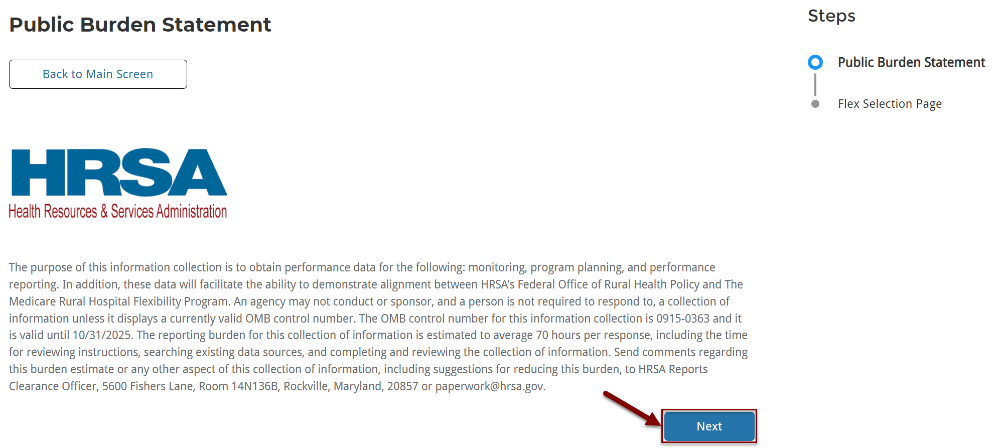 Public Burden Statement
Back to Main Screen
HRSA
Health Resources & Services Administration
The purpose of this information collection is to obtain performance data for the following: monitoring, program planning, and performance
reporting. In addition, these data will facilitate the ability to demonstrate alignment between HRSA’s Federal Office of Rural Health Policy and The
Medicare Rural Hospital Flexibility Program. An agency may not conduct or sponsor, and a person is not required to respond to, a collection of
information unless it displays a currently valid OMB control number. The OMB control number for this information collection is 0915-0363 and it
is valid until 10/31/2025. The reporting burden for this collection of information is estimated to average 70 hours per response, including the time
for reviewing instructions, searching existing data sources, and completing and reviewing the collection of information. Send comments regarding
this burden estimate or any other aspect of this collection of information, including suggestions for reducing this burden, to HRSA Reports
Clearance Officer, 5600 Fishers Lane, Room 14N136B, Rockville, Maryland, 20857 or paperwork@hrsa.gov.
Next
Steps
Public Burden Statement
Flex Selection Page